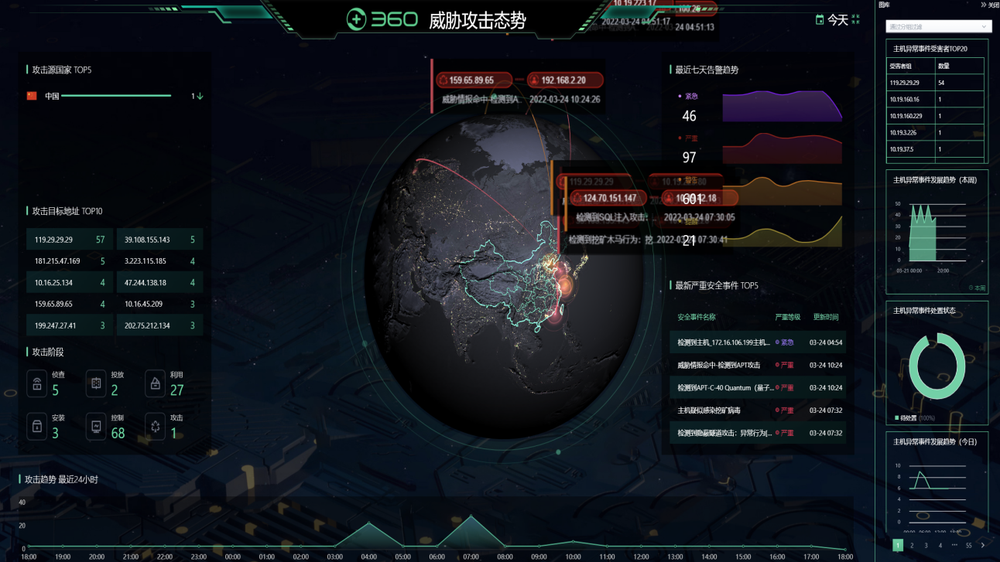 360 威胁攻击态势
今天
10.19.223.17
100.26
2022-03-24 04:51:17
2022-03-24 04:51:13
攻击源国家 TOP5
中国 1
攻击目标地址 TOP10
119.29.29.29 57 39.108.155.143 5
181.215.47.169 5 3.223.115.185 4
10.16.25.134 4 47.244.138.18 4
159.65.89.65 4 10.16.45.209 3
199.247.27.41 3 202.75.212.134 3
攻击阶段
侦查 5
投放 2
利用 27
安装 3
控制 68
攻击 1
159.65.89.65 192.168.2.20
威胁情报命中-检测到A... 2022-03-24 10:24:26
119.29.29.29
124.70.151.147
检测到SQL注入攻击: 2022-03-24 07:30:05
检测到挖矿木马行为: 挖... 2022-03-24 07:30:41
最近七天告警趋势
紧急
46
严重
97
警告
601
21
最新严重安全事件 TOP5
安全事件名称 严重等级 更新时间
检测到主机_172.16.106.199主机... 紧急 03-24 04:54
威胁情报命中-检测到APT攻击 严重 03-24 10:24
检测到APT-C-40 Quantum（量子... 严重 03-24 10:24
主机疑似感染挖矿病毒 严重 03-24 07:32
检测到隐蔽隧道攻击：异常行为[... 严重 03-24 07:32
攻击趋势 最近24小时
40
20
0
18:00 19:00 20:00 21:00 22:00 23:00 00:00 01:00 02:00 03:00 04:00 05:00 06:00 07:00 08:00 09:00 10:00 11:00 12:00 13:00 14:00 15:00 16:00 17:00 18:00
图库 关闭
通过分组过滤
主机异常事件受害者TOP20
受害者组 数量
119.29.29.29 54
10.19.160.16 1
10.19.160.229 1
10.19.3.226 1
10.19.37.5 1
主机异常事件发展趋势（本周）
50
40
30
20
10
0
03-21 00:00 20:00
本周
主机异常事件处置状态
待处置 (100%)
主机异常事件发展趋势（今日）
10
8
6
4
2
0
1 2 3 4 ··· 55